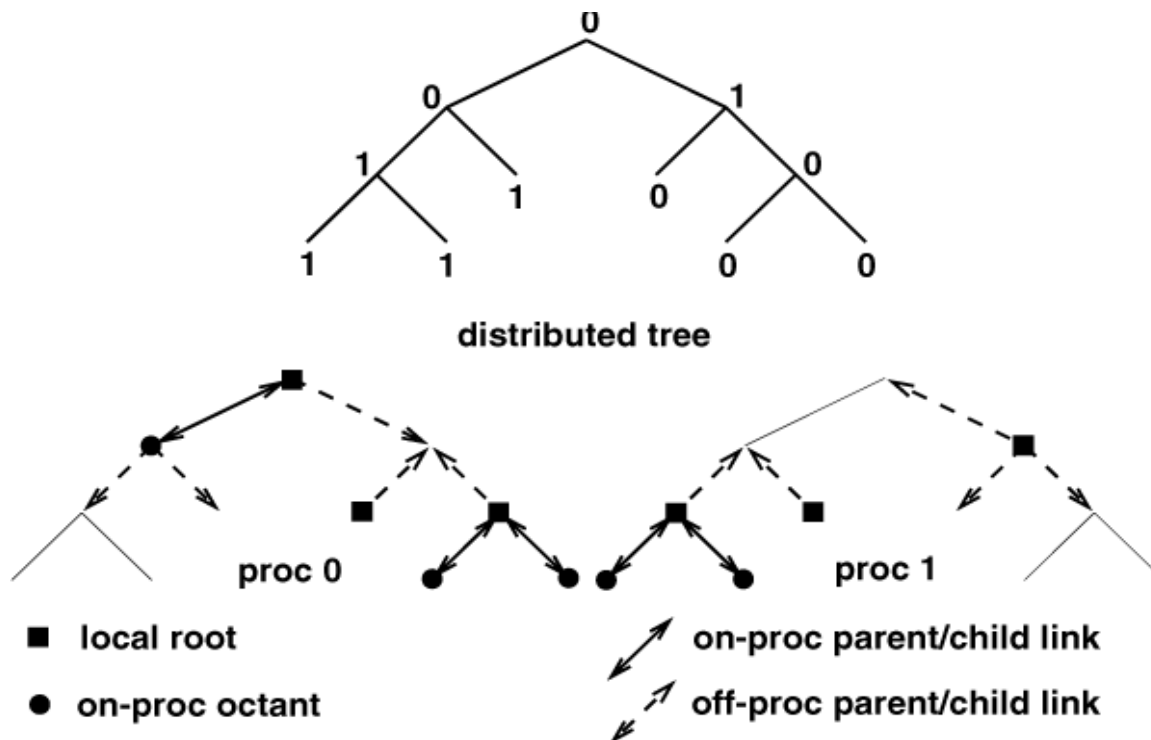 0
0 1
1 0
1 0
1 1 0 0
distributed tree
proc 0 proc 1
local root on-proc parent/child link
on-proc octant off-proc parent/child link